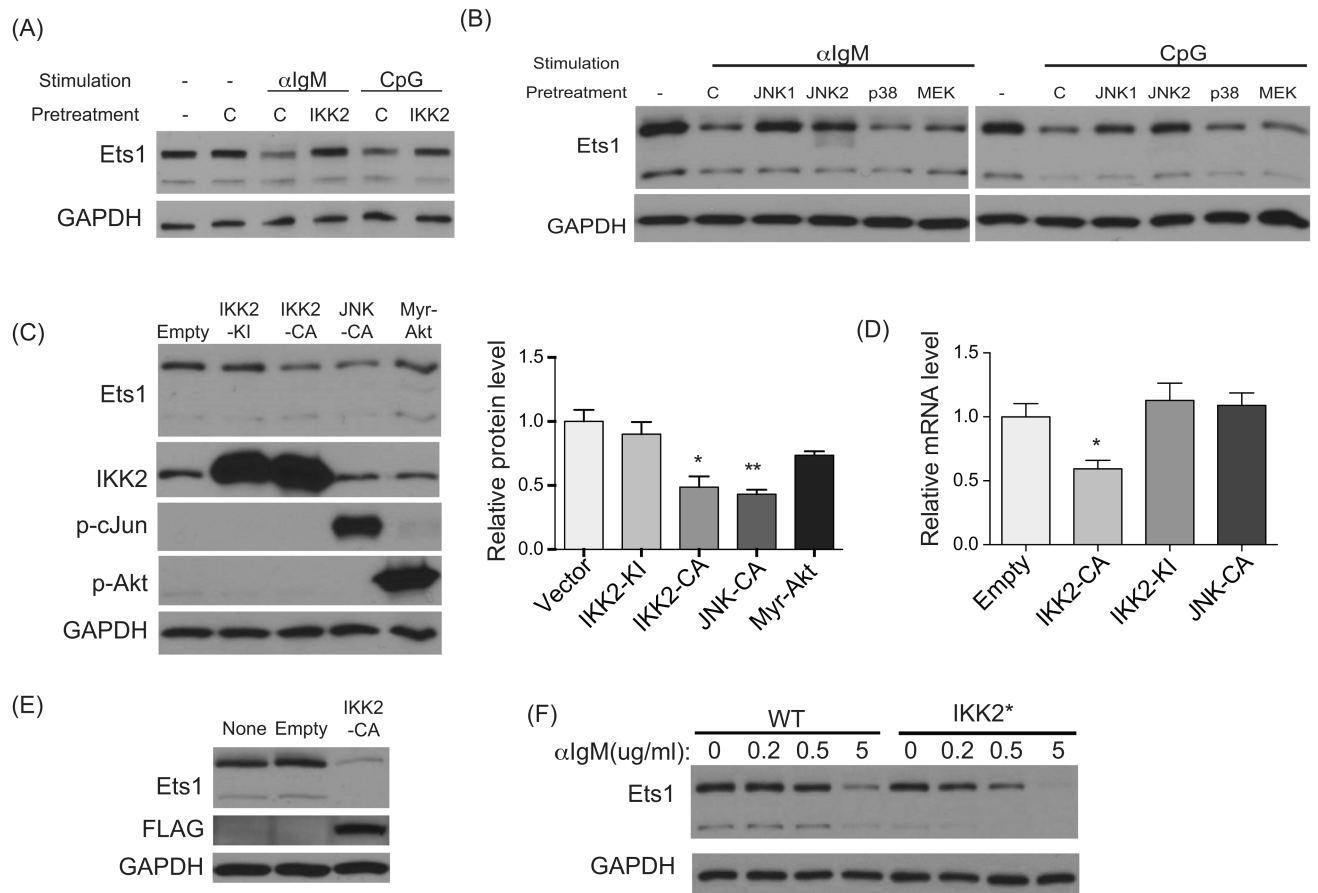 (A)
Stimulation - - αIgM CpG
Pretreatment - C C IKK2 C IKK2
Ets1
GAPDH
(B)
Stimulation αIgM CpG
Pretreatment - C JNK1 JNK2 p38 MEK - C JNK1 JNK2 p38 MEK
Ets1
GAPDH
(C)
Empty IKK2 -KI IKK2 -CA JNK -CA Myr- Akt
Ets1
IKK2
p-cJun
p-Akt
GAPDH
Relative protein level
1.5
1.0
0.5
0.0
* **
Vector IKK2-KI IKK2-CA JNK-CA Myr-Akt
(D)
Relative mRNA level
1.5
1.0
0.5
0.0
*
Empty IKK2-CA IKK2-KI JNK-CA
(E)
None Empty IKK2 -CA
Ets1
FLAG
GAPDH
(F)
WT IKK2*
αIgM(ug/ml): 0 0.2 0.5 5 0 0.2 0.5 5
Ets1
GAPDH